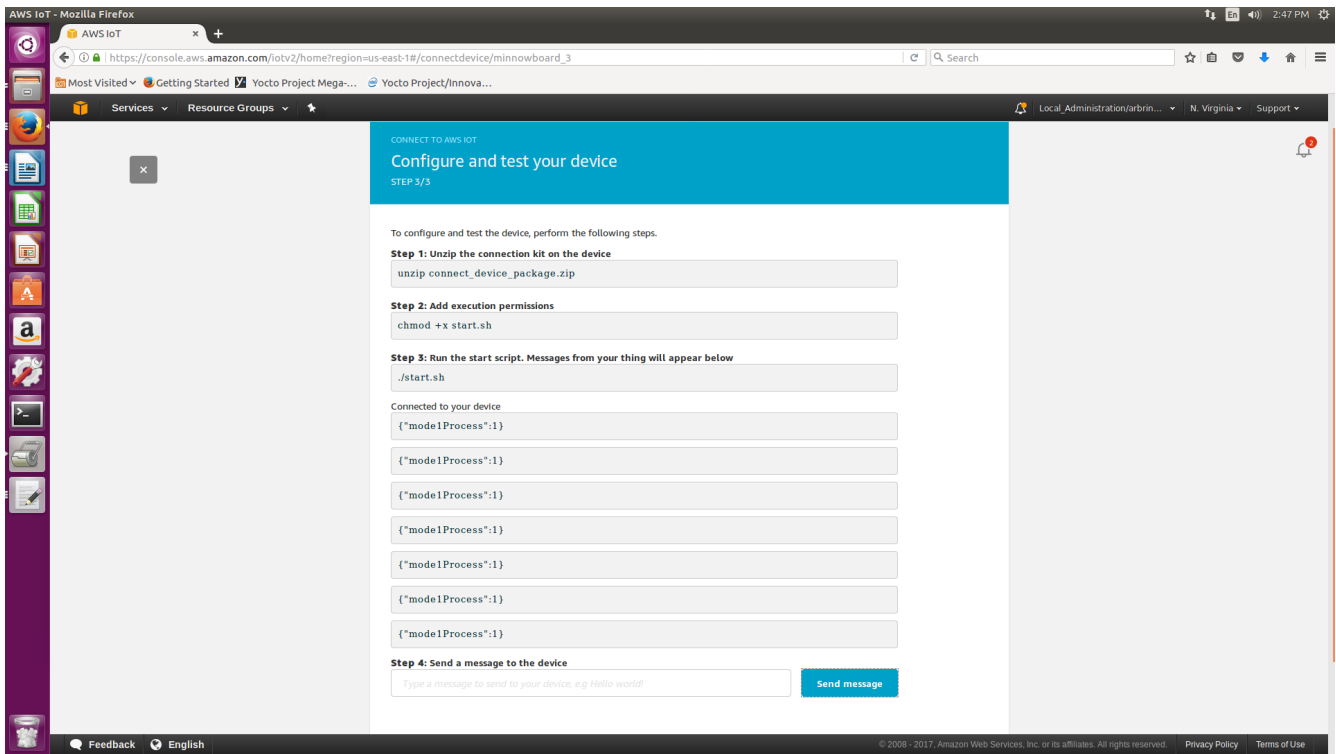 AWS IoT - Mozilla Firefox
En
2:47 PM
AWS IoT
https://console.aws.amazon.com/iotv2/home?region=us-east-1#/connectdevice/minnowboard_3
Search
Most Visited Getting Started Yocto Project Mega-... Yocto Project/Innova...
Services Resource Groups Local_Administration/arbrin... N. Virginia Support
CONNECT TO AWS IOT
2
Configure and test your device
STEP 3/3
To configure and test the device, perform the following steps.
Step 1: Unzip the connection kit on the device
unzip connect_device_package.zip
Step 2: Add execution permissions
chmod +x start.sh
Step 3: Run the start script. Messages from your thing will appear below
./start.sh
Connected to your device
{"mode1Process":1}
{"mode1Process":1}
{"mode1Process":1}
{"mode1Process":1}
{"mode1Process":1}
{"mode1Process":1}
{"mode1Process":1}
Step 4: Send a message to the device
Type a message to send to your device, e.g Hello world!
Send message
Feedback English © 2008 - 2017, Amazon Web Services, Inc. or its affiliates. All rights reserved. Privacy Policy Terms of Use